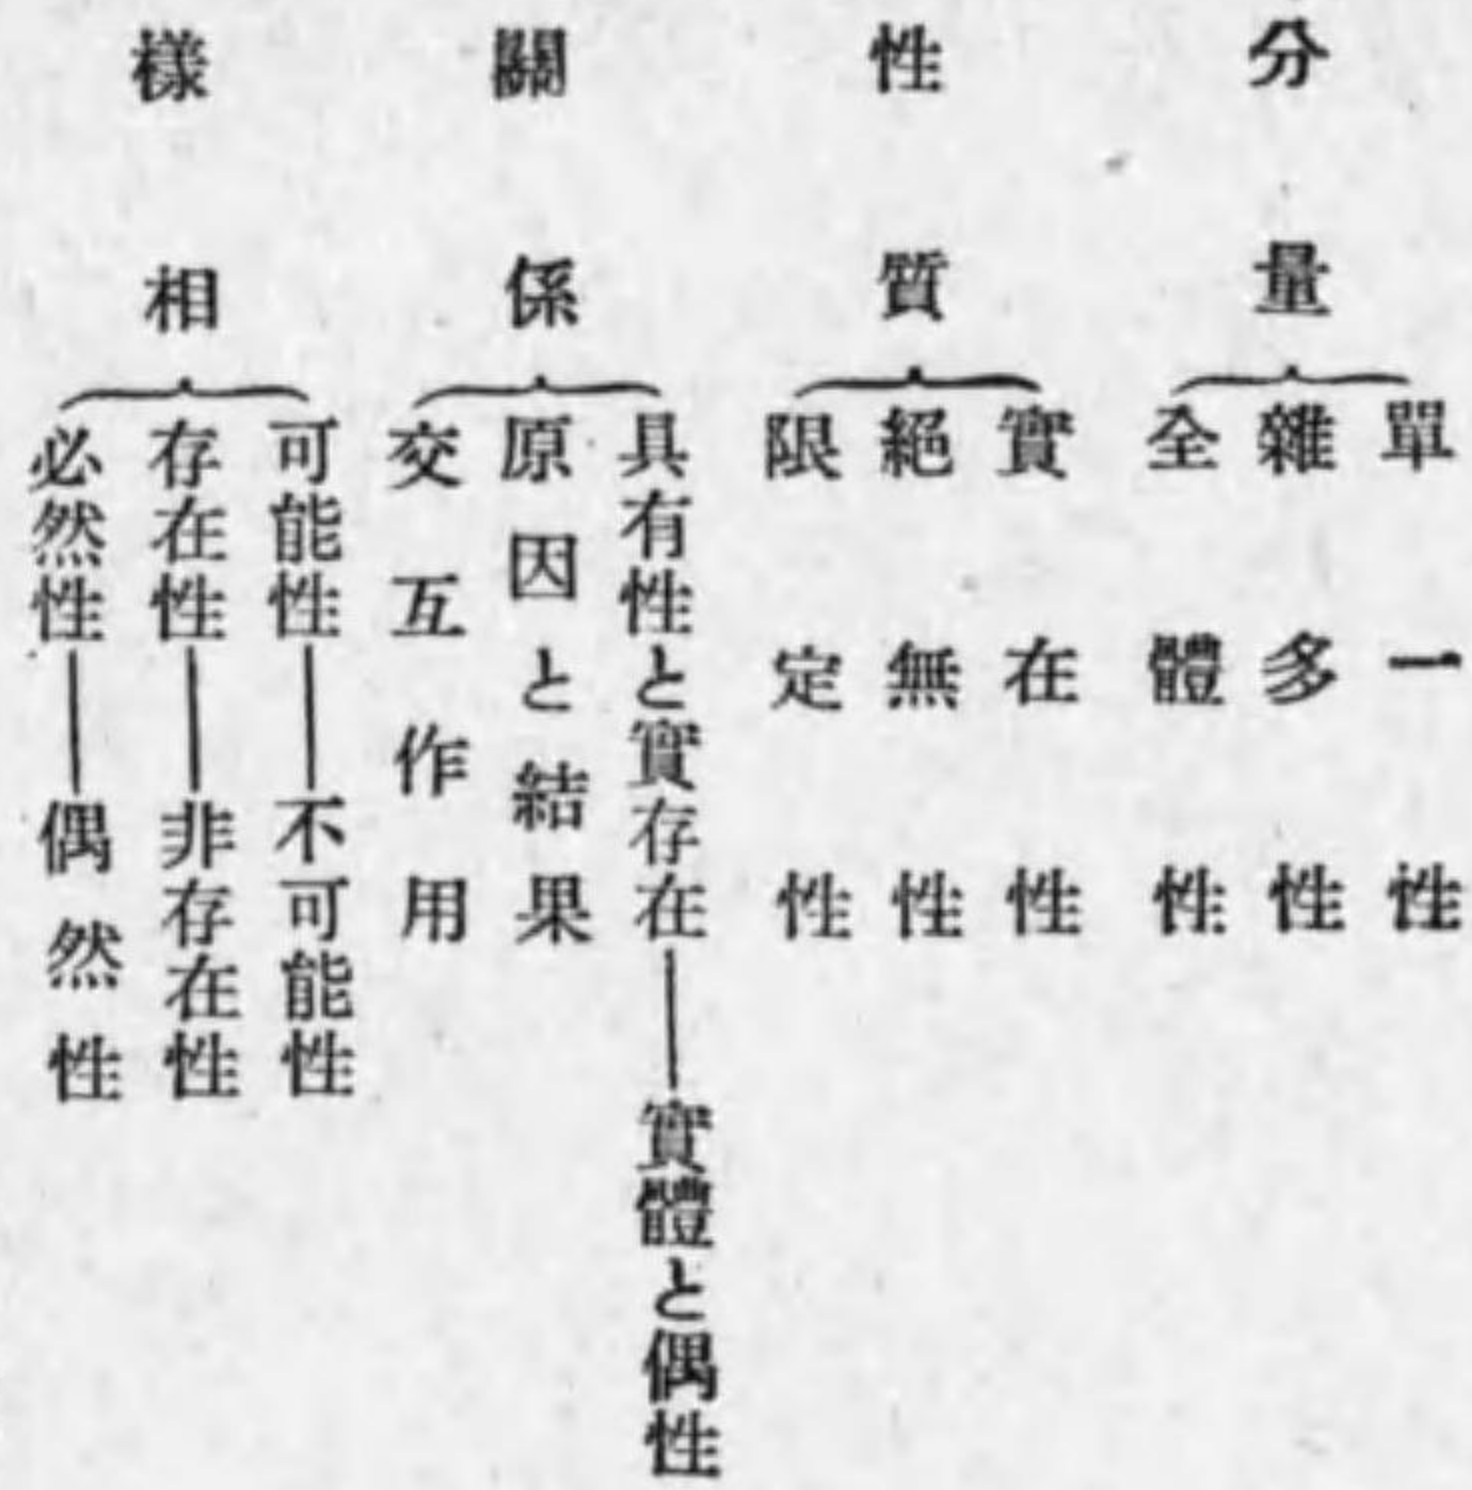 分量
單一性
雜多性
全體性
性質
實在性
絕無性
限定性
關係
具有性と實存在——實體と偶性
原因と結果
交互作用
樣相
可能性——不可能性
存在性——非存在性
必然性——偶然性